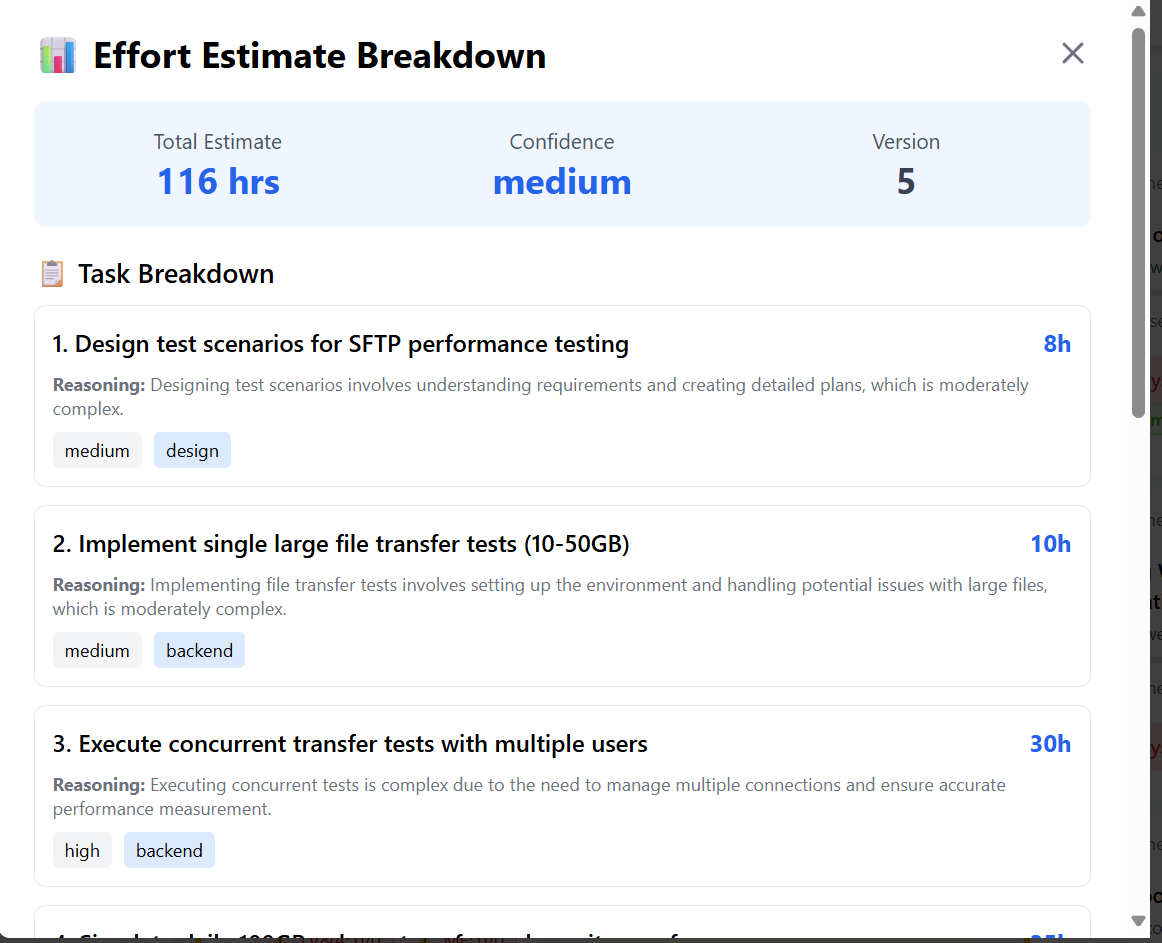 Effort Estimate Breakdown
Total Estimate
Confidence
Version
116 hrs
medium
5
Task Breakdown
1. Design test scenarios for SFTP performance testing
8h
Reasoning: Designing test scenarios involves understanding requirements and creating detailed plans, which is moderately
complex.
medium
design
2. Implement single large file transfer tests (10-50GB)
10h
Reasoning: Implementing file transfer tests involves setting up the environment and handling potential issues with large files,
which is moderately complex.
medium
backend
3. Execute concurrent transfer tests with multiple users
30h
Reasoning: Executing concurrent tests is complex due to the need to manage multiple connections and ensure accurate
performance measurement.
high
backend